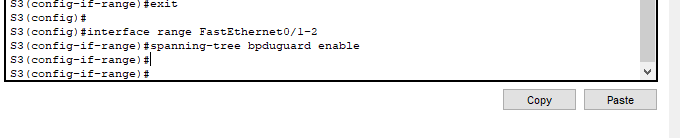 S3(config-if-range)#exit
S3(config)#
S3(config)#interface range FastEthernet0/1-2
S3(config-if-range)#spanning-tree bpduguard enable
S3(config-if-range)#
S3(config-if-range)#
Copy
Paste